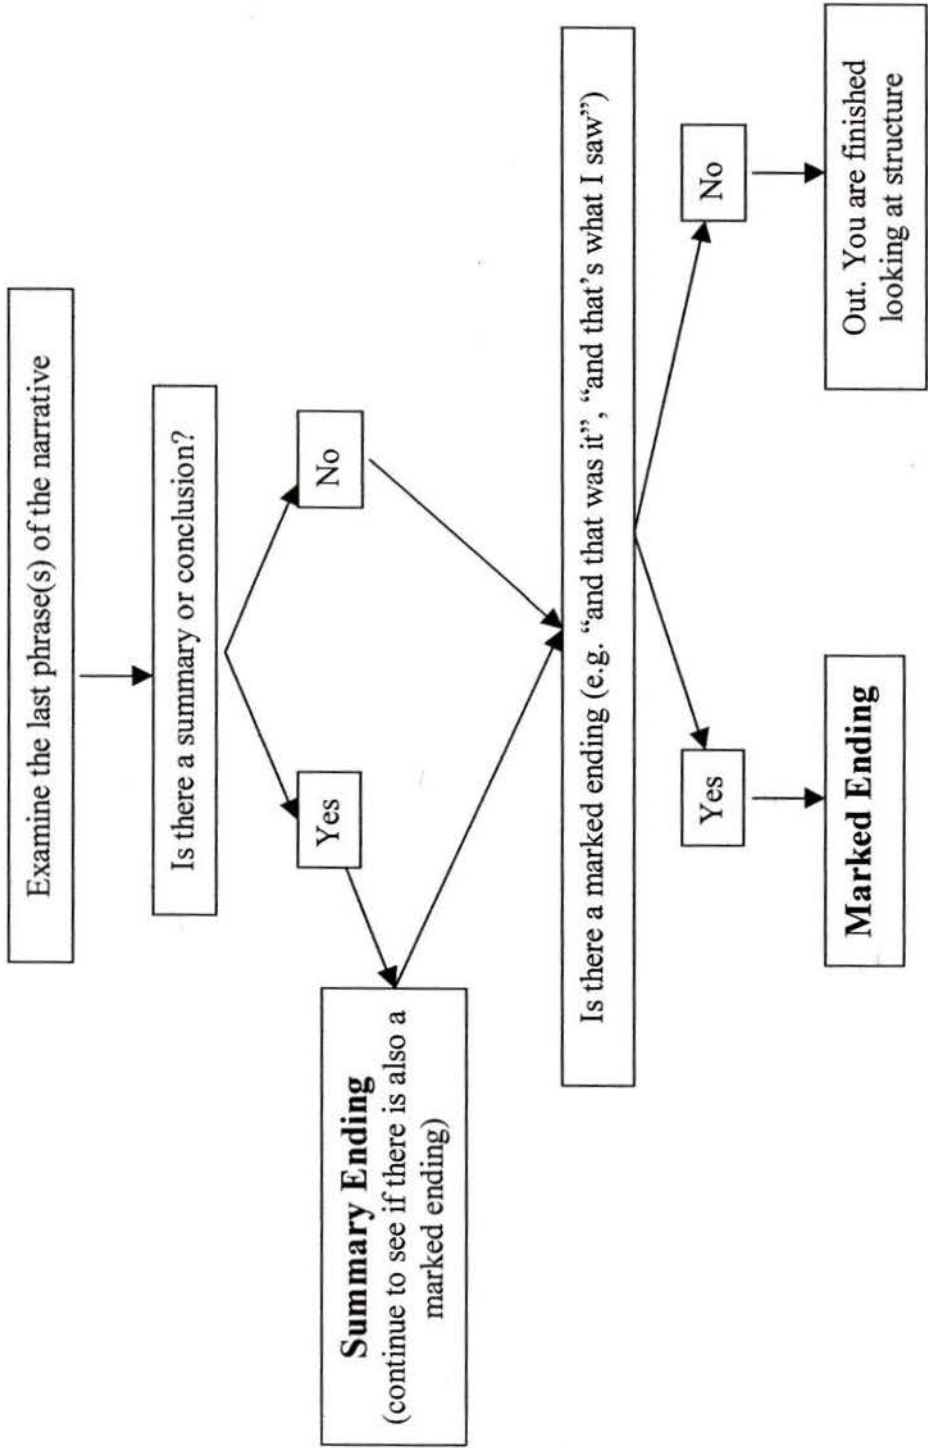 Examine the last phrase(s) of the narrative
Is there a summary or conclusion?
Yes
No
Summary Ending
(continue to see if there is also a
marked ending)
Is there a marked ending (e.g. “and that was it”, “and that’s what I saw”)
Yes
No
Marked Ending
Out. You are finished
looking at structure